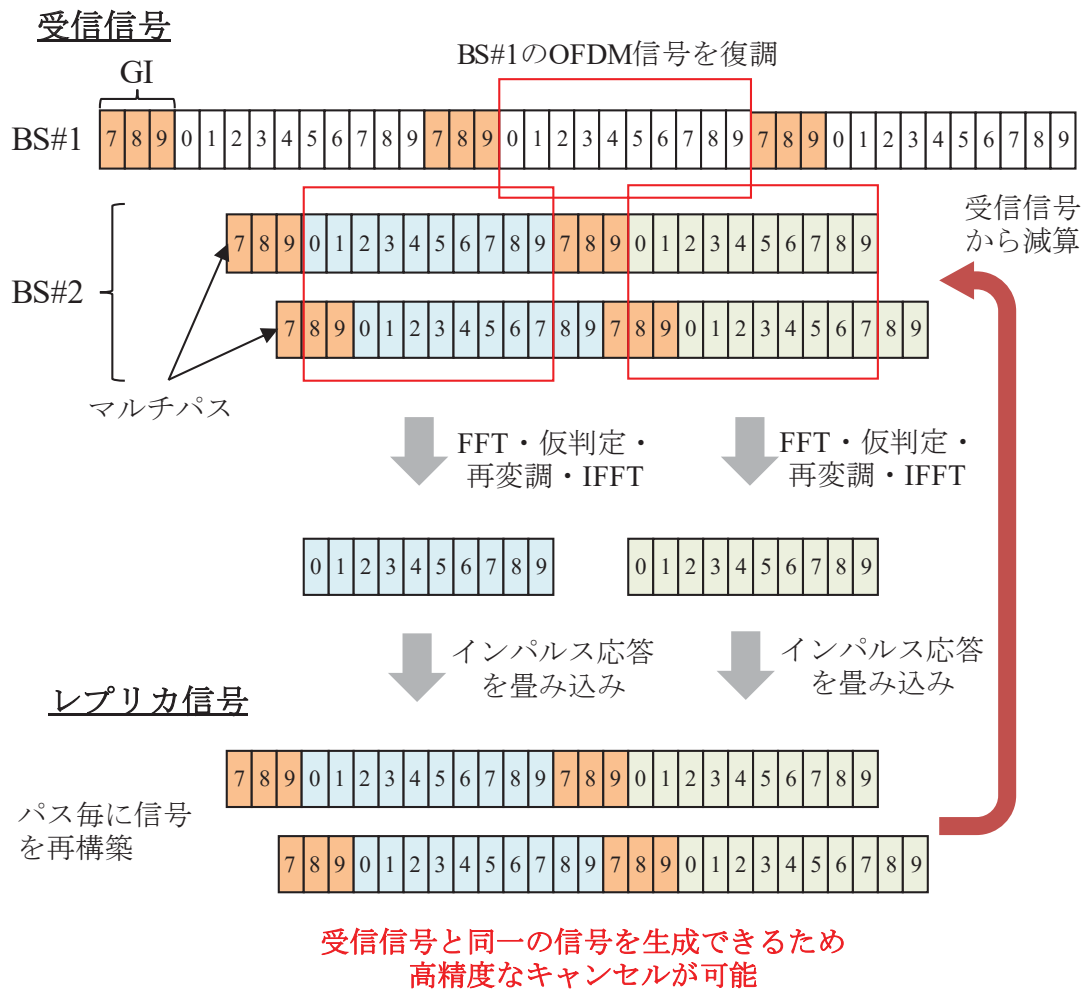 受信信号
BS#1のOFDM信号を復調
GI
BS#1
7 8 9 0 1 2 3 4 5 6 7 8 9 7 8 9 0 1 2 3 4 5 6 7 8 9 7 8 9 0 1 2 3 4 5 6 7 8 9
受信信号
から減算
7 8 9 0 1 2 3 4 5 6 7 8 9 7 8 9 0 1 2 3 4 5 6 7 8 9
BS#2
7 8 9 0 1 2 3 4 5 6 7 8 9 7 8 9 0 1 2 3 4 5 6 7 8 9
マルチパス
FFT・仮判定・
再変調・IFFT
FFT・仮判定・
再変調・IFFT
0 1 2 3 4 5 6 7 8 9
0 1 2 3 4 5 6 7 8 9
インパルス応答
を畳み込み
インパルス応答
を畳み込み
レプリカ信号
7 8 9 0 1 2 3 4 5 6 7 8 9 7 8 9 0 1 2 3 4 5 6 7 8 9
パス毎に信号
を再構築
7 8 9 0 1 2 3 4 5 6 7 8 9 7 8 9 0 1 2 3 4 5 6 7 8 9
受信信号と同一の信号を生成できるため
高精度なキャンセルが可能